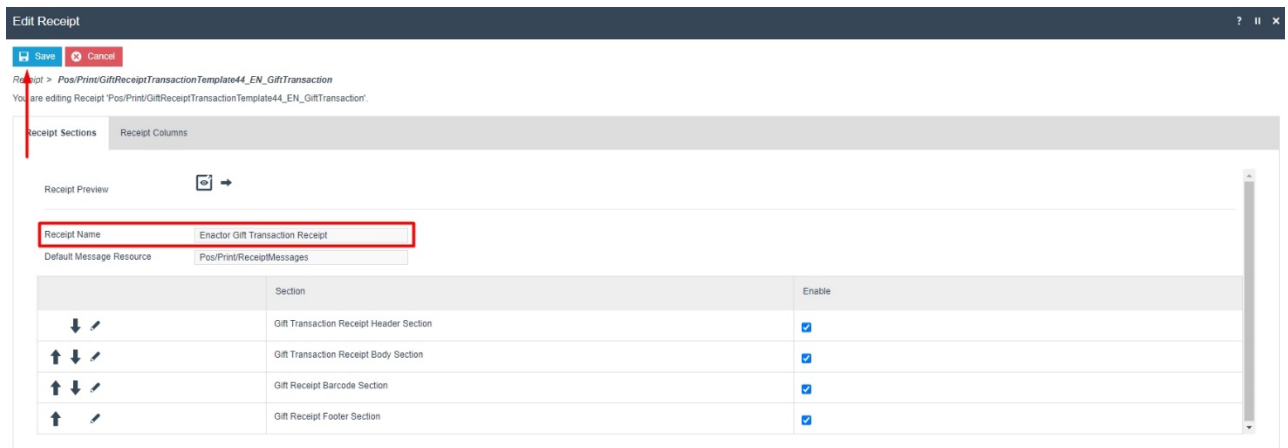 Edit Receipt ? II X
Save Cancel
Receipt > Pos/Print/GiftReceiptTransactionTemplate44_EN_GiftTransaction
You are editing Receipt 'Pos/Print/GiftReceiptTransactionTemplate44_EN_GiftTransaction'.
Receipt Sections Receipt Columns
Receipt Preview
Receipt Name Enactor Gift Transaction Receipt
Default Message Resource Pos/Print/ReceiptMessages
Section Enable
Gift Transaction Receipt Header Section
Gift Transaction Receipt Body Section
Gift Receipt Barcode Section
Gift Receipt Footer Section